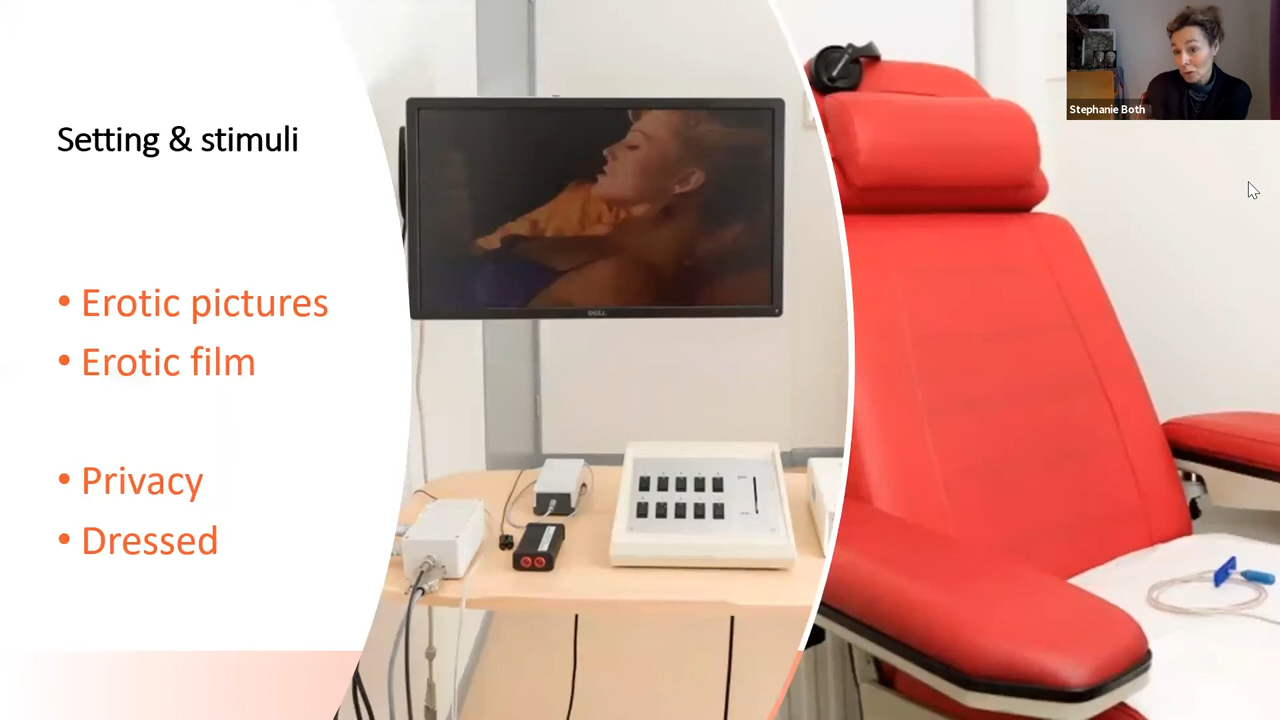 Setting & stimuli
• Erotic pictures
• Erotic film
• Privacy
• Dressed
DELL
Stephanie Both